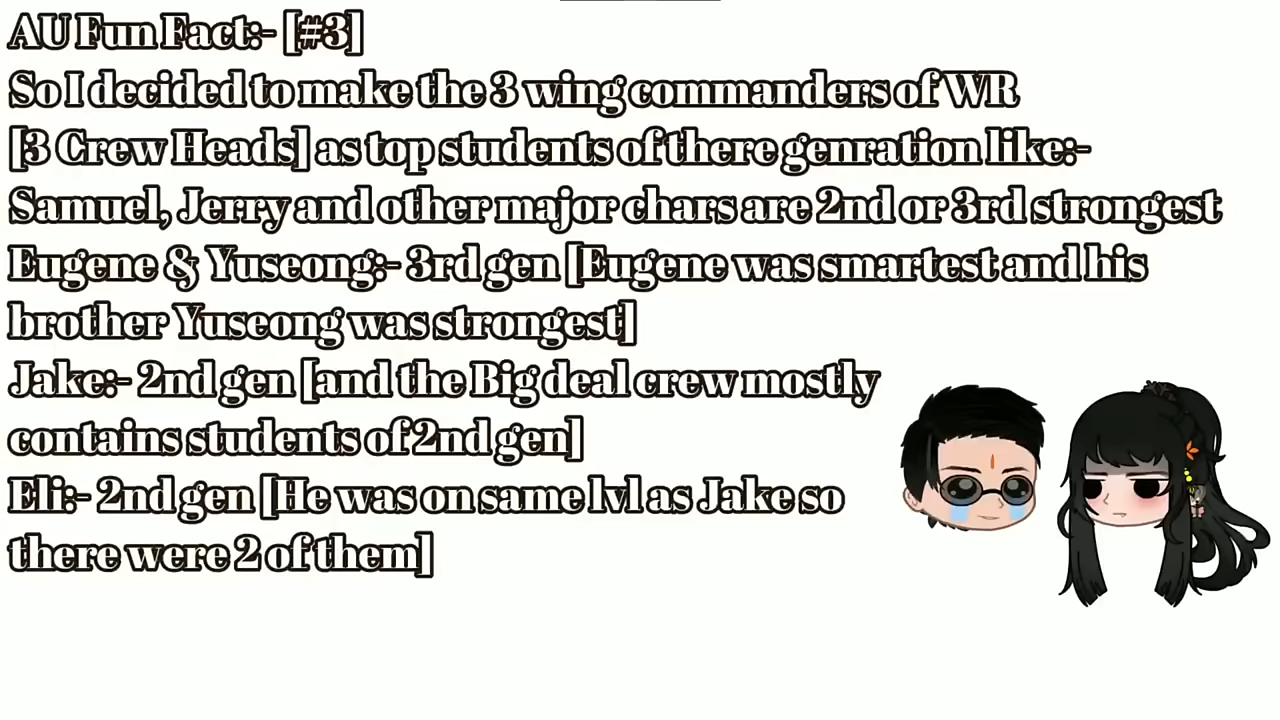 AU Fun Fact:- [#3]
So I decided to make the 3 wing commanders of WR
[3 Crew Heads] as top students of there genration like:-
Samuel, Jerry and other major chars are 2nd or 3rd strongest
Eugene & Yuseong:- 3rd gen [Eugene was smartest and his
brother Yuseong was strongest]
Jake:- 2nd gen [and the Big deal crew mostly
contains students of 2nd gen]
Eli:- 2nd gen [He was on same lvl as Jake so
there were 2 of them]